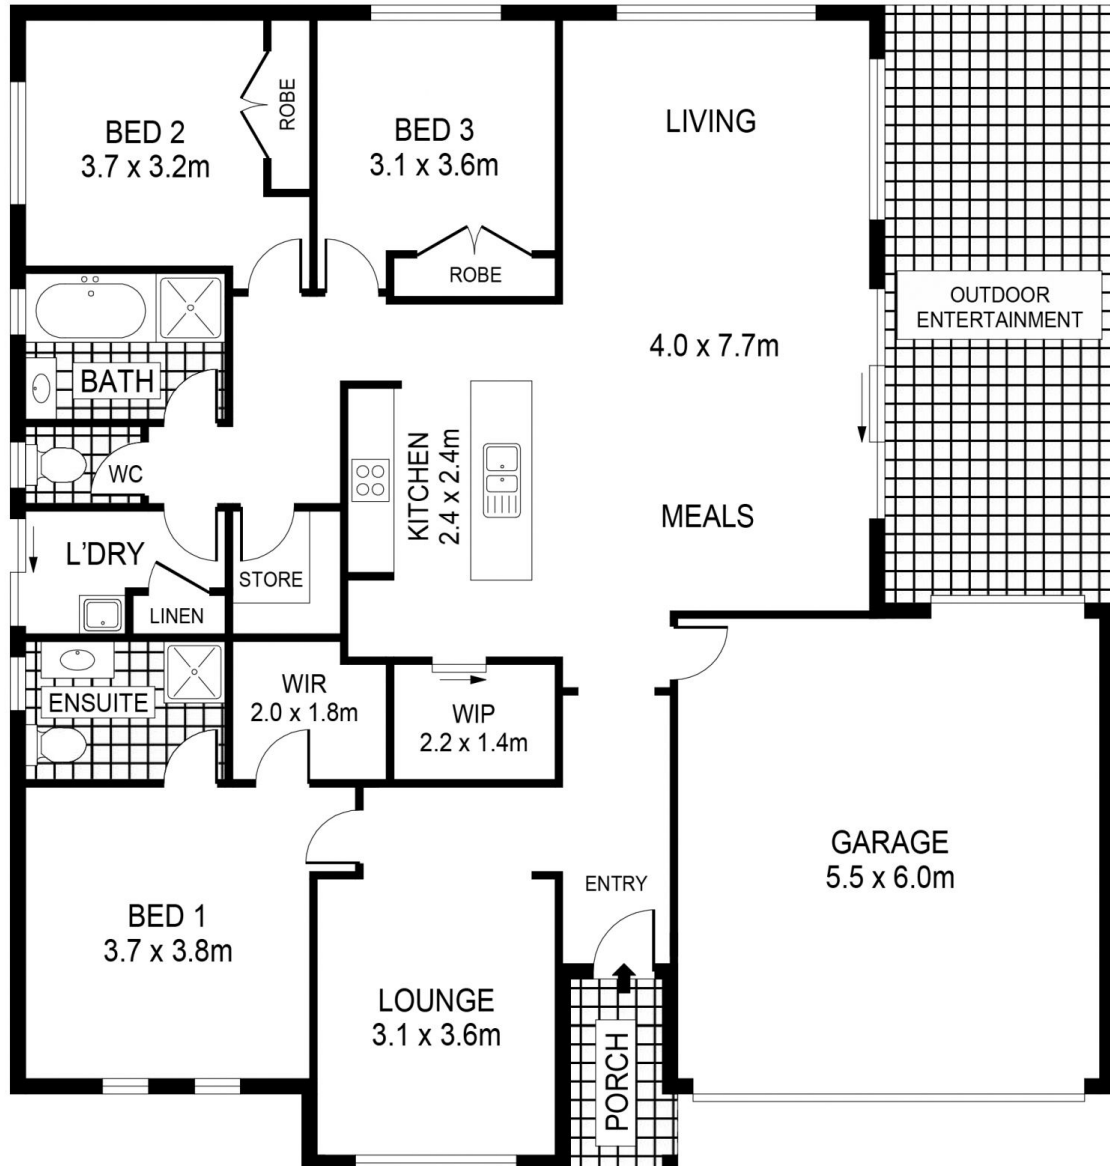 BED 2
3.7 x 3.2m
ROBE
BED 3
3.1 x 3.6m
ROBE
LIVING
4.0 x 7.7m
OUTDOOR
ENTERTAINMENT
BATH
WC
KITCHEN
2.4 x 2.4m
MEALS
L'DRY
LINEN
STORE
ENSUITE
WIR
2.0 x 1.8m
WIP
2.2 x 1.4m
GARAGE
5.5 x 6.0m
ENTRY
BED 1
3.7 x 3.8m
LOUNGE
3.1 x 3.6m
PORCH